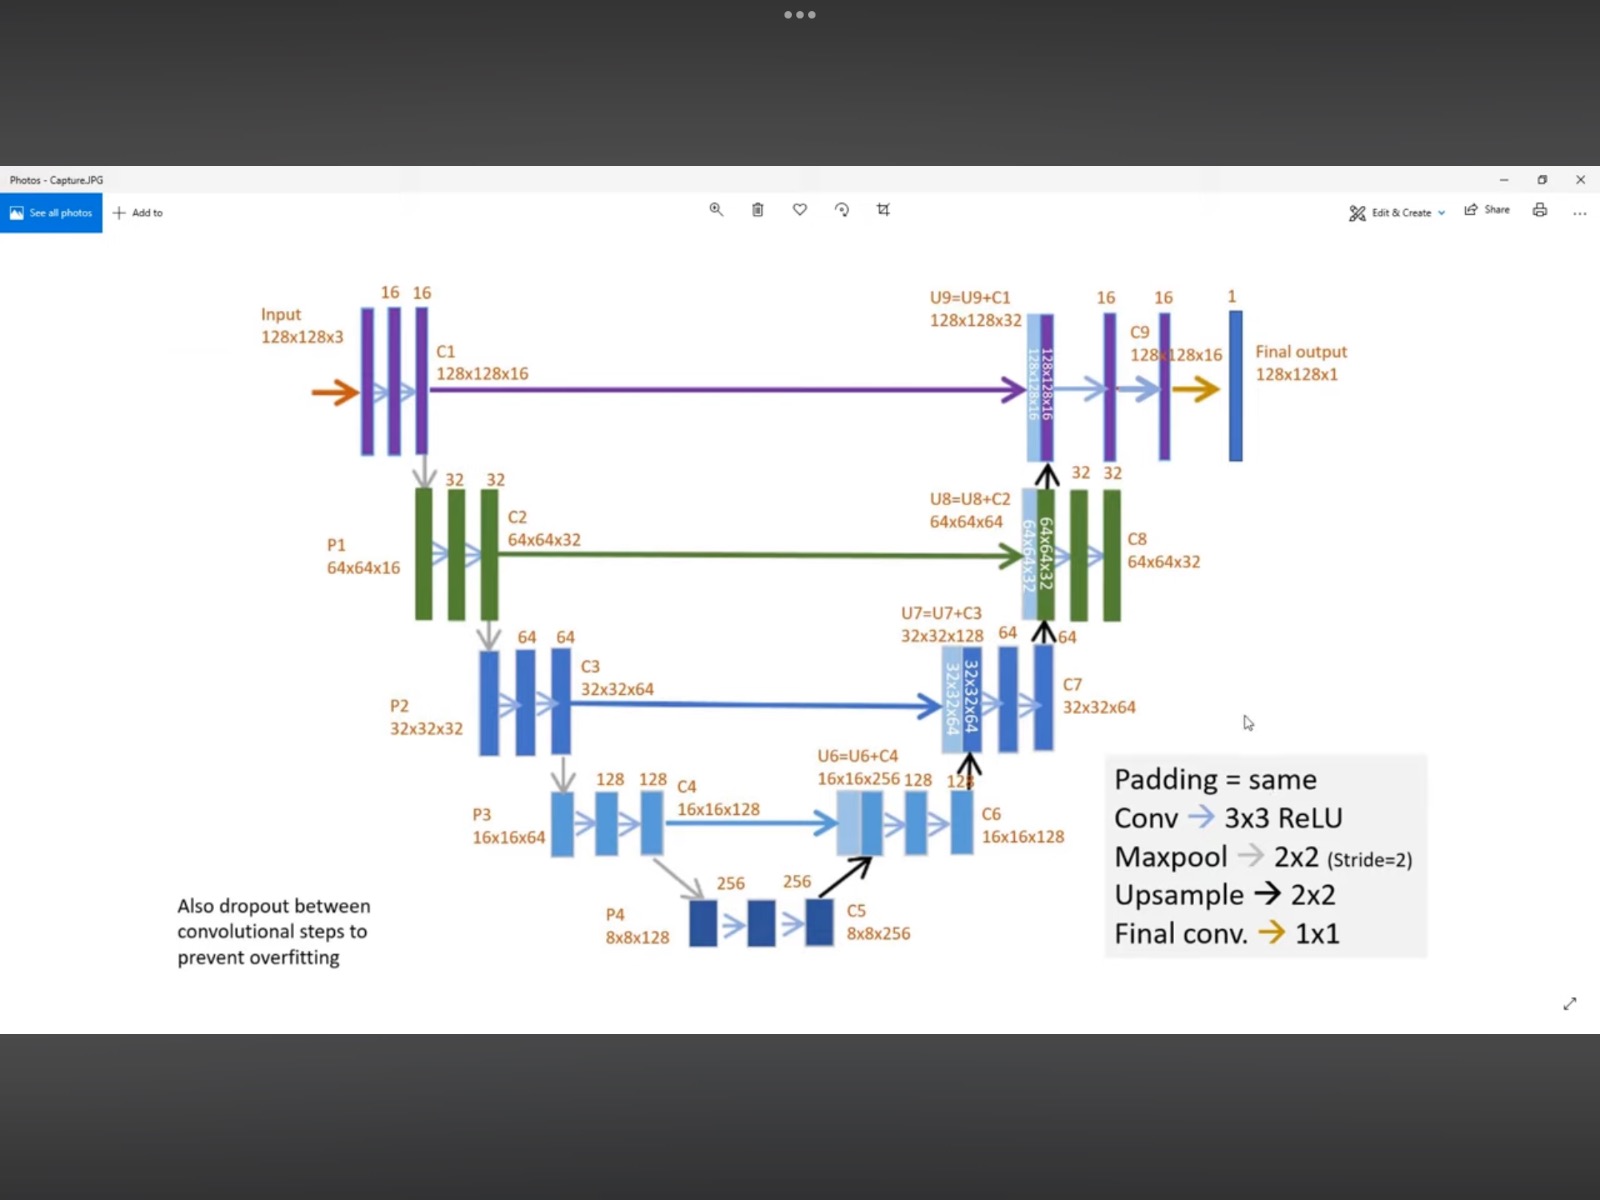 Photos - Capture.JPG
See all photos
Add to
Edit & Create
Share
16 16
Input
128x128x3
C1
128x128x16
U9=U9+C1
128x128x32
128x128x16
128x128x16
16
16
1
C9
128x128x16
Final output
128x128x1
32
32
P1
64x64x16
C2
64x64x32
U8=U8+C2
64x64x64
64x64x32
64x64x32
32 32
C8
64x64x32
64 64
P2
32x32x32
C3
32x32x64
U7=U7+C3
32x32x128
32x32x64
32x32x64
64
64
C7
32x32x64
128 128
P3
16x16x64
C4
16x16x128
U6=U6+C4
16x16x256 128 128
C6
16x16x128
256
256
P4
8x8x128
C5
8x8x256
Also dropout between
convolutional steps to
prevent overfitting
Padding = same
Conv → 3x3 ReLU
Maxpool → 2x2 (Stride=2)
Upsample → 2x2
Final conv. → 1x1